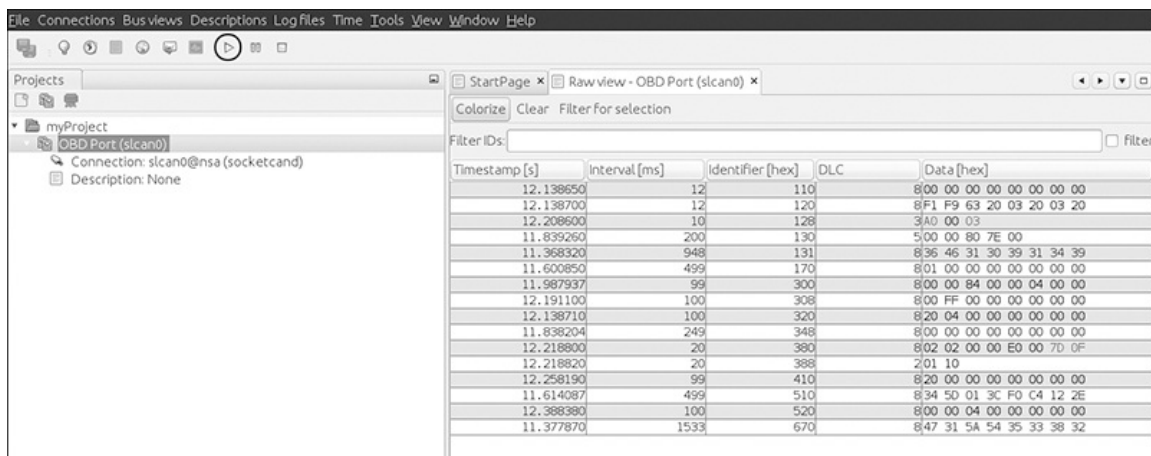 File Connections Bus views Descriptions Log files Time Tools View Window Help
Projects
StartPage × Raw view - OBD Port (slcan0) ×
myProject
OBD Port (slcan0)
Connection: slcan0@nsa (socketcand)
Description: None
Colorize Clear Filter for selection
Filter IDs: filter
Timestamp [s] Interval [ms] Identifier [hex] DLC Data [hex]
12.138650 12 110 8 00 00 00 00 00 00 00 00
12.138700 12 120 8 F1 F9 63 20 03 20 03 20
12.208600 10 128 3 A0 00 03
11.839260 200 130 5 00 00 80 7E 00
11.368320 948 131 8 36 46 31 30 39 31 34 39
11.600850 499 170 8 01 00 00 00 00 00 00 00
11.987937 99 300 8 00 00 84 00 00 04 00 00
12.191100 100 308 8 00 FF 00 00 00 00 00 00
12.138710 100 320 8 20 04 00 00 00 00 00 00
11.838204 249 348 8 00 00 00 00 00 00 00 00
12.218800 20 380 8 02 02 00 00 E0 00 7D 0F
12.218820 20 388 2 01 10
12.258190 99 410 8 20 00 00 00 00 00 00 00
11.614087 499 510 8 34 5D 01 3C F0 C4 12 2E
12.388380 100 520 8 00 00 04 00 00 00 00 00
11.377870 1533 670 8 47 31 5A 54 35 33 38 32